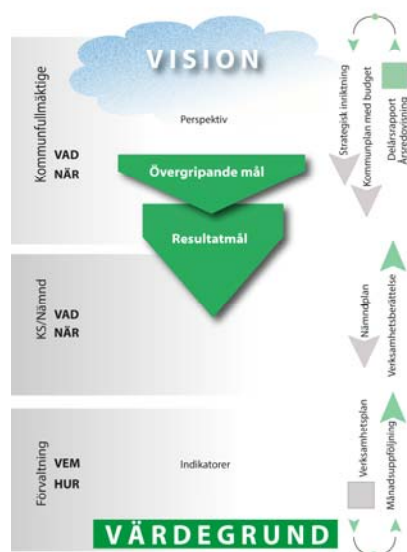 VISION
Kommunfullmäktige
VAD
NÄR
Perspektiv
Övergripande mål
Resultatmål
Strategisk inriktning
Kommunplan med budget
Delårsrapport
Årsredovisning
KS/Nämnd
VAD
NÄR
Nämndplan
Verksamhetsberättelse
Förvaltning
VEM
HUR
Indikatorer
Verksamhetsplan
Månadsuppföljning
VÄRDEGRUND